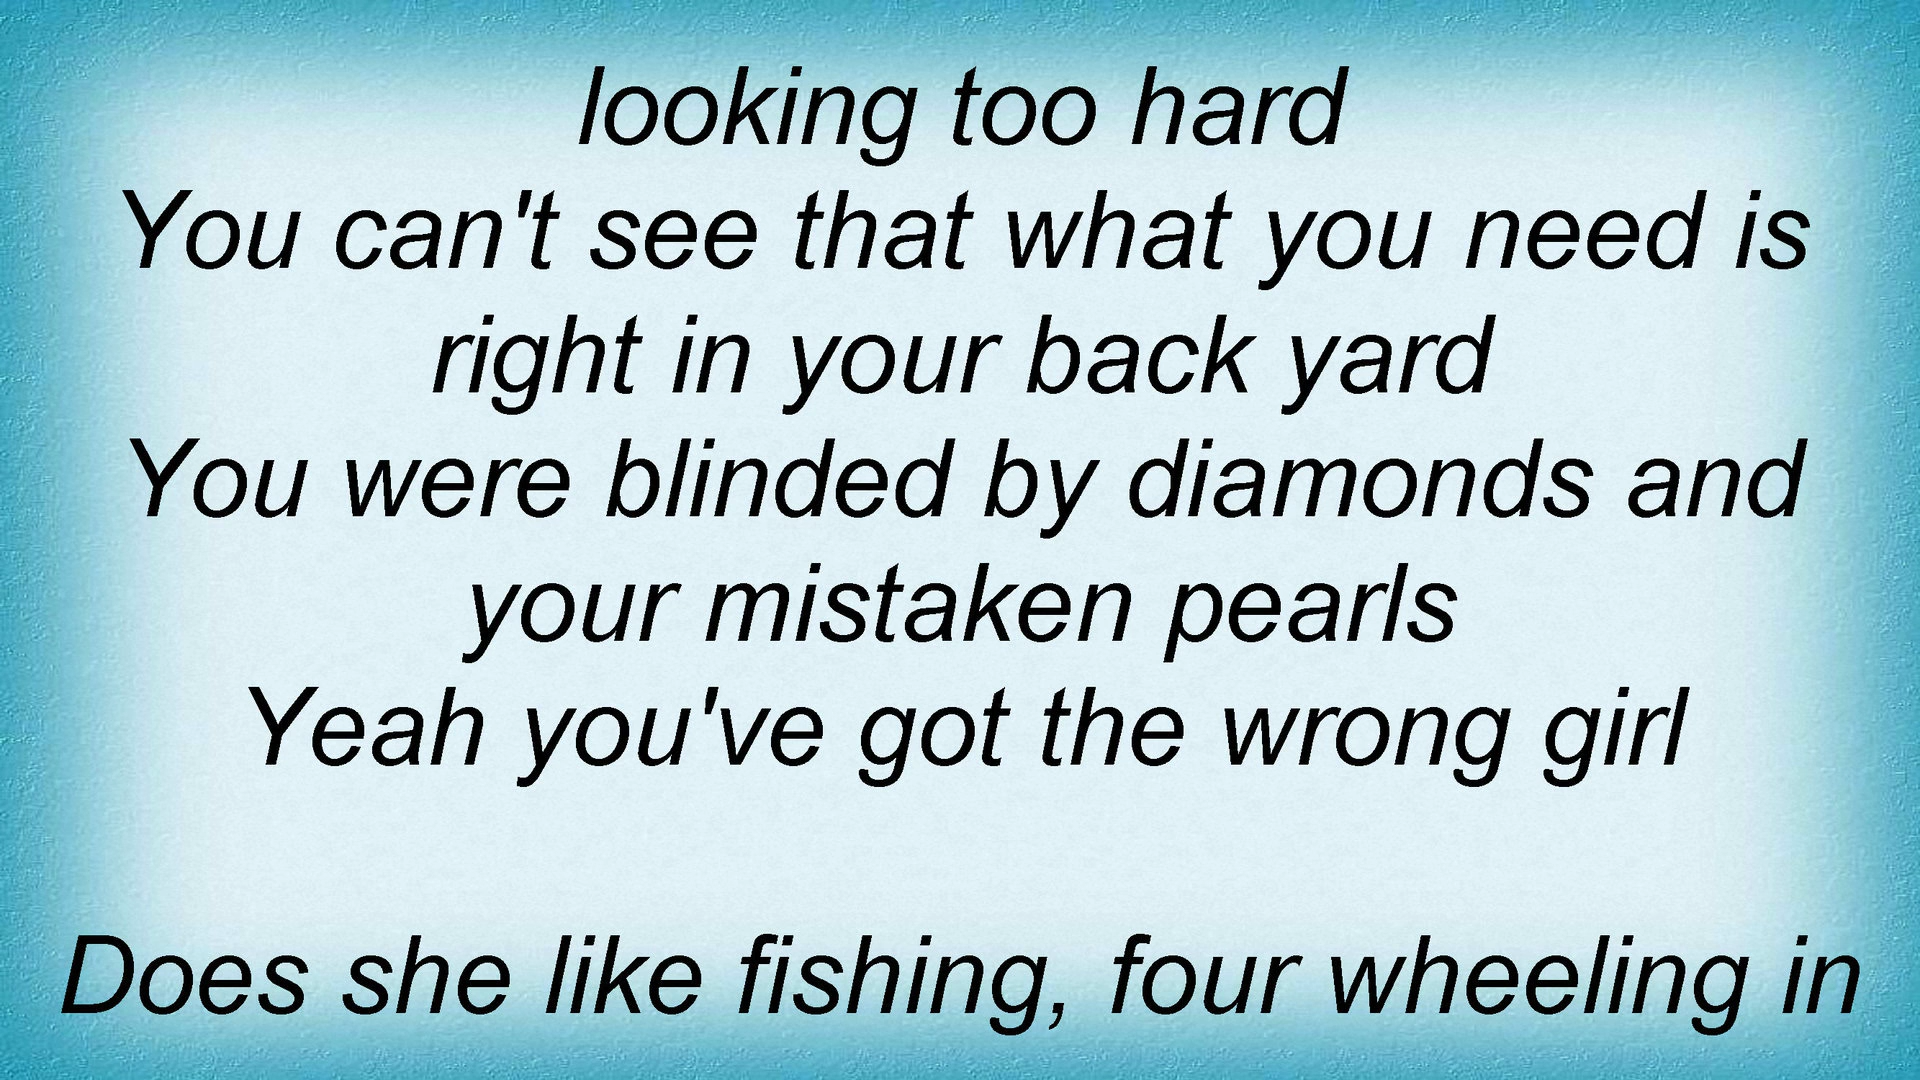 looking too hard
You can't see that what you need is
right in your back yard
You were blinded by diamonds and
your mistaken pearls
Yeah you've got the wrong girl
Does she like fishing, four wheeling in